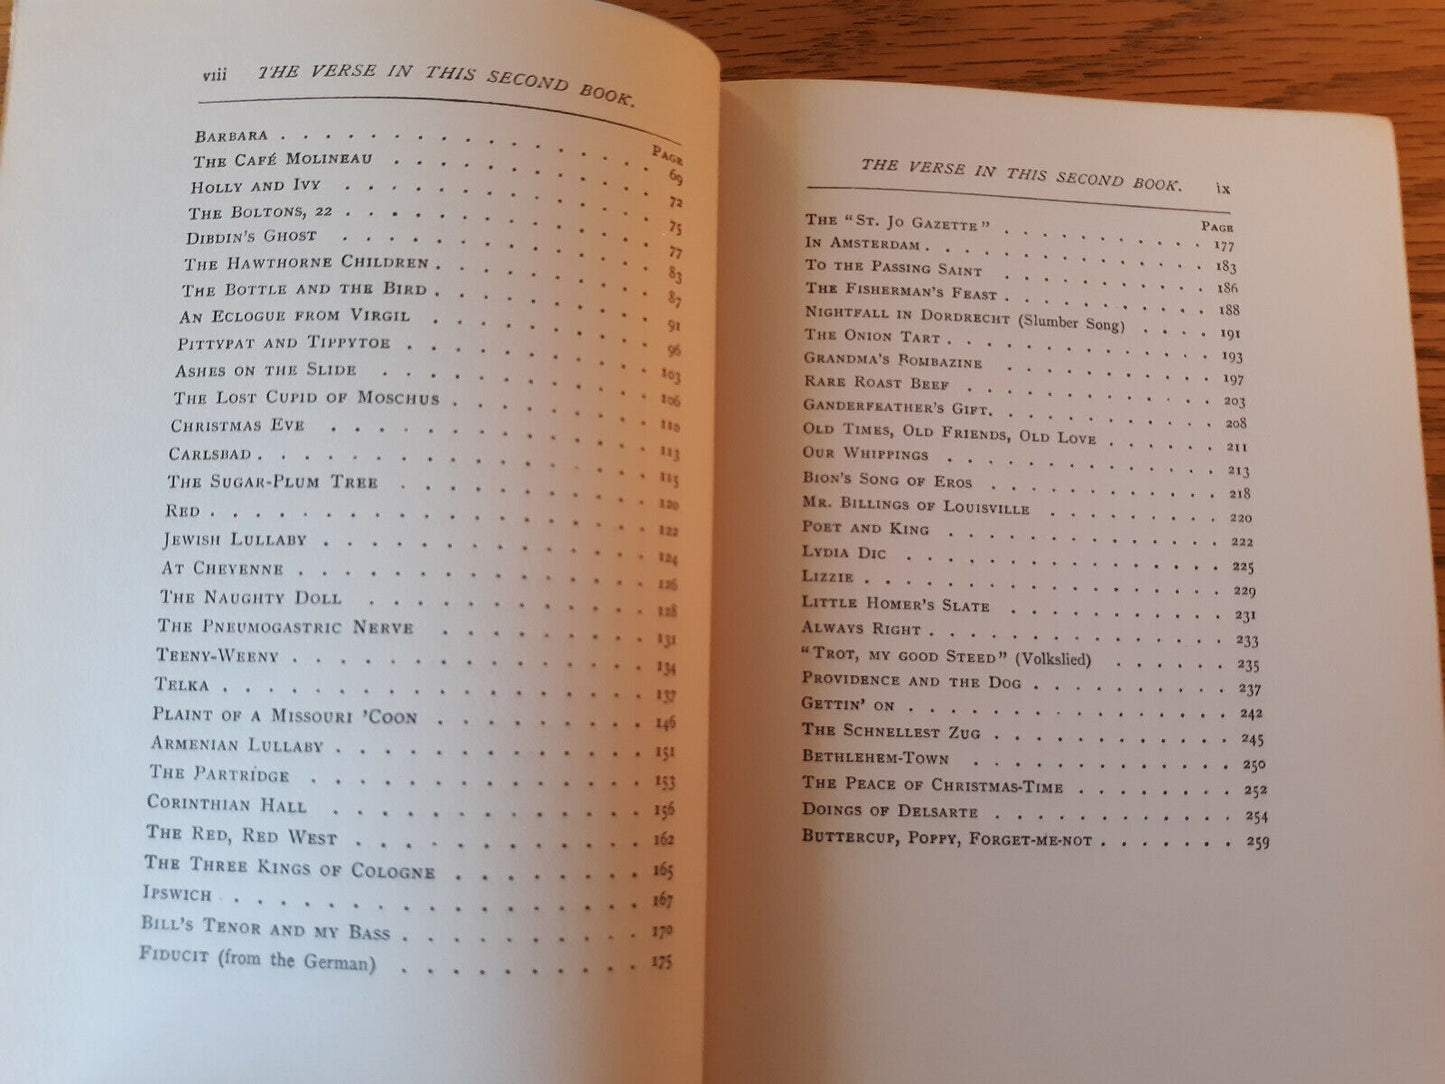 viii THE VERSE IN THIS SECOND BOOK.
PAGE
BARBARA . . . . . . . . . . . . . 69
THE CAFÉ MOLINEAU . . . . . . . . . 72
HOLLY AND IVY . . . . . . . . . . . 75
THE BOLTONS, 22 . . . . . . . . . . 77
DIBDIN'S GHOST . . . . . . . . . . . 83
THE HAWTHORNE CHILDREN . . . . . . . 87
THE BOTTLE AND THE BIRD . . . . . . . 91
AN ECLOGUE FROM VIRGIL . . . . . . . 96
PITTYPAT AND TIPPYTOE . . . . . . . . 103
ASHES ON THE SLIDE . . . . . . . . . 106
THE LOST CUPID OF MOSCHUS . . . . . . 110
CHRISTMAS EVE . . . . . . . . . . . 113
CARLSBAD . . . . . . . . . . . . . 115
THE SUGAR-PLUM TREE . . . . . . . . . 120
RED . . . . . . . . . . . . . . . 122
JEWISH LULLABY . . . . . . . . . . . 124
AT CHEYENNE . . . . . . . . . . . . 126
THE NAUGHTY DOLL . . . . . . . . . . 128
THE PNEUMOGASTRIC NERVE . . . . . . . 131
TEENY-WEENY . . . . . . . . . . . . 134
TELKA . . . . . . . . . . . . . . 137
PLAINT OF A MISSOURI 'COON . . . . . . 146
ARMENIAN LULLABY . . . . . . . . . . 151
THE PARTRIDGE . . . . . . . . . . . 153
CORINTHIAN HALL . . . . . . . . . . 156
THE RED, RED WEST . . . . . . . . . . 162
THE THREE KINGS OF COLOGNE . . . . . . 165
IPSWICH . . . . . . . . . . . . . . 167
BILL'S TENOR AND MY BASS . . . . . . . 170
FIDUCIT (from the German) . . . . . . . 175
THE VERSE IN THIS SECOND BOOK. ix
PAGE
THE "ST. JO GAZETTE" . . . . . . . . 177
IN AMSTERDAM . . . . . . . . . . . . 183
TO THE PASSING SAINT . . . . . . . . 186
THE FISHERMAN'S FEAST . . . . . . . . 188
NIGHTFALL IN DORDRECHT (Slumber Song) . . . . 191
THE ONION TART . . . . . . . . . . . 193
GRANDMA'S BOMBAZINE . . . . . . . . . 197
RARE ROAST BEEF . . . . . . . . . . 203
GANDERFEATHER'S GIFT. . . . . . . . . 208
OLD TIMES, OLD FRIENDS, OLD LOVE . . . . . 211
OUR WHIPPINGS . . . . . . . . . . . 213
BION'S SONG OF EROS . . . . . . . . . 218
MR. BILLINGS OF LOUISVILLE . . . . . . . 220
POET AND KING . . . . . . . . . . . 222
LYDIA DIC . . . . . . . . . . . . . 225
LIZZIE . . . . . . . . . . . . . . 229
LITTLE HOMER'S SLATE . . . . . . . . 231
ALWAYS RIGHT . . . . . . . . . . . . 233
"TROT, MY GOOD STEED" (Volkslied) . . . . . 235
PROVIDENCE AND THE DOG . . . . . . . . 237
GETTIN' ON . . . . . . . . . . . . 242
THE SCHNELLEST ZUG . . . . . . . . . 245
BETHLEHEM-TOWN . . . . . . . . . . . 250
THE PEACE OF CHRISTMAS-TIME . . . . . . . 252
DOINGS OF DELSARTE . . . . . . . . . 254
BUTTERCUP, POPPY, FORGET-ME-NOT . . . . . . 259